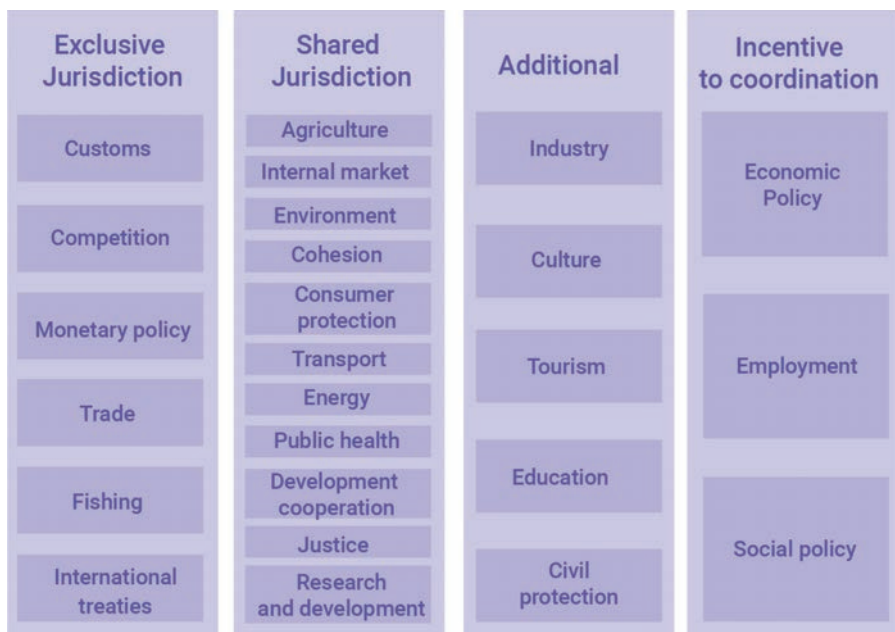 Exclusive
Jurisdiction
Customs
Competition
Monetary policy
Trade
Fishing
International
treaties
Shared
Jurisdiction
Agriculture
Internal market
Environment
Cohesion
Consumer
protection
Transport
Energy
Public health
Development
cooperation
Justice
Research
and development
Additional
Industry
Culture
Tourism
Education
Civil
protection
Incentive
to coordination
Economic
Policy
Employment
Social policy